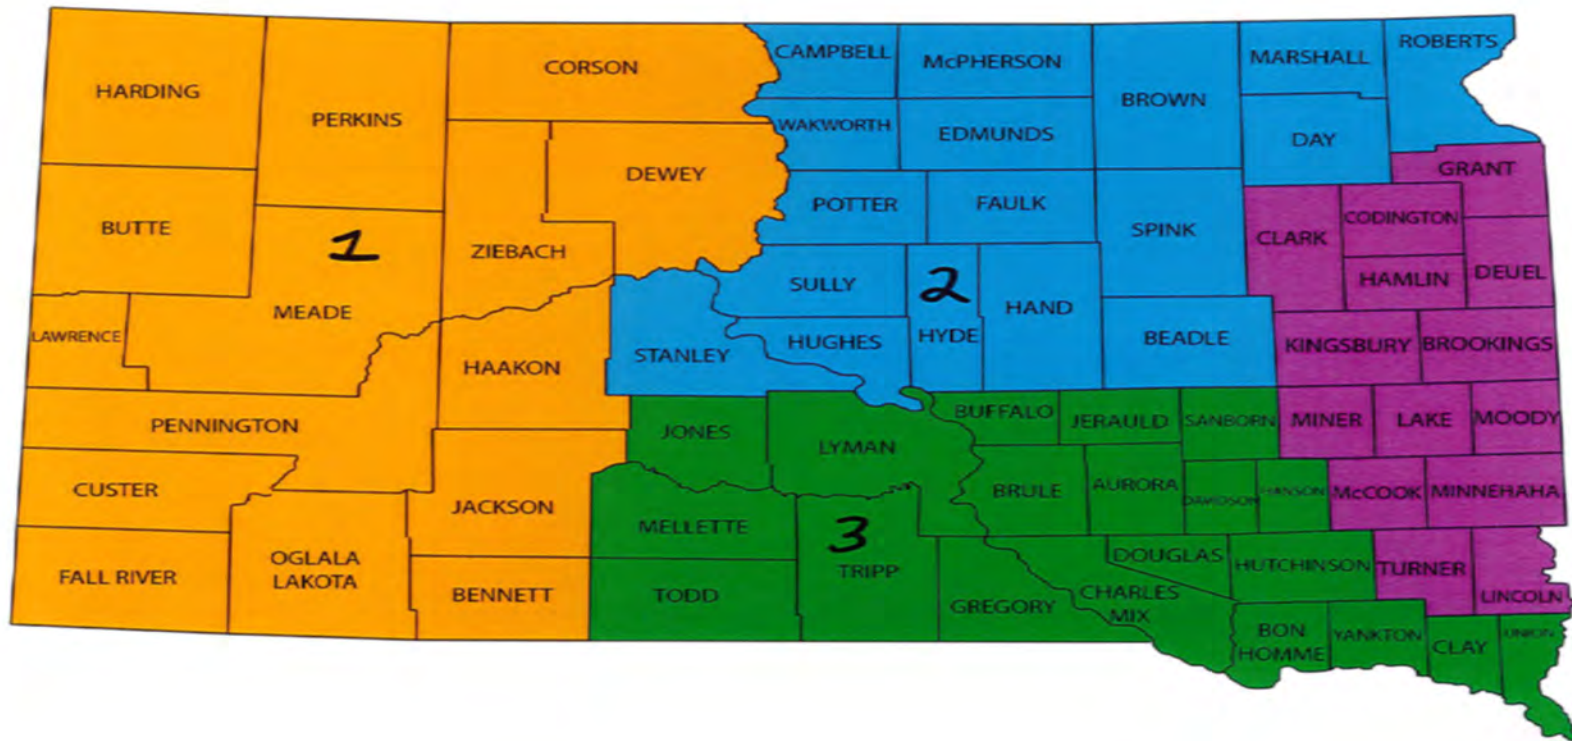 HARDING
PERKINS
CORSON
CAMPBELL
McPHERSON
BROWN
MARSHALL
ROBERTS
WAKWORTH
EDMUNDS
DAY
GRANT
BUTTE
1
ZIEBACH
DEWEY
POTTER
FAULK
SPINK
CLARK
CODINGTON
HAMLIN
DEUEL
LAWRENCE
MEADE
HAAKON
STANLEY
SULLY
HUGHES
2
HYDE
HAND
BEADLE
KINGSBURY
BROOKINGS
PENNINGTON
JONES
LYMAN
BUFFALO
JERAULD
SANBORN
MINER
LAKE
MOODY
CUSTER
JACKSON
MELLETTE
3
TRIPP
BRULE
AURORA
DAVIDSON
HANSON
McCOOK
MINNEHAHA
FALL RIVER
OGLALA
LAKOTA
BENNETT
TODD
GREGORY
CHARLES
MIX
DOUGLAS
HUTCHINSON
TURNER
LINCOLN
BON
HOMME
YANKTON
CLAY
UNION